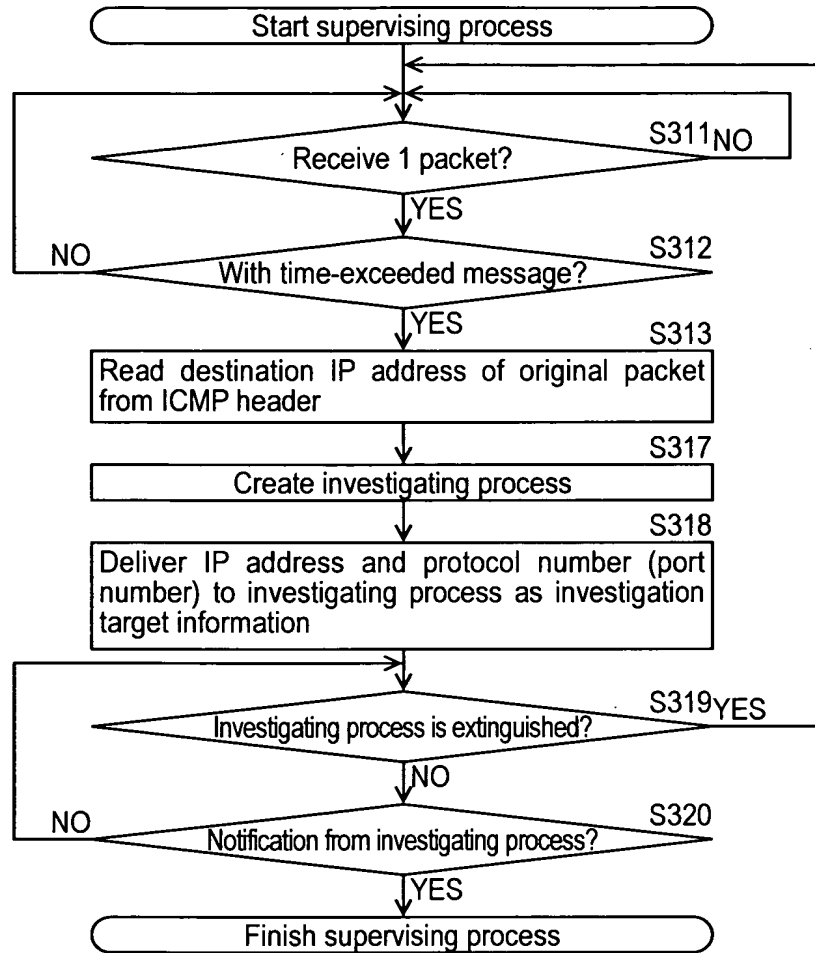 Start supervising process
S311
NO
Receive 1 packet?
YES
S312
NO
With time-exceeded message?
YES
S313
Read destination IP address of original packet
from ICMP header
S317
Create investigating process
S318
Deliver IP address and protocol number (port
number) to investigating process as investigation
target information
S319
YES
Investigating process is extinguished?
NO
S320
NO
Notification from investigating process?
YES
Finish supervising process